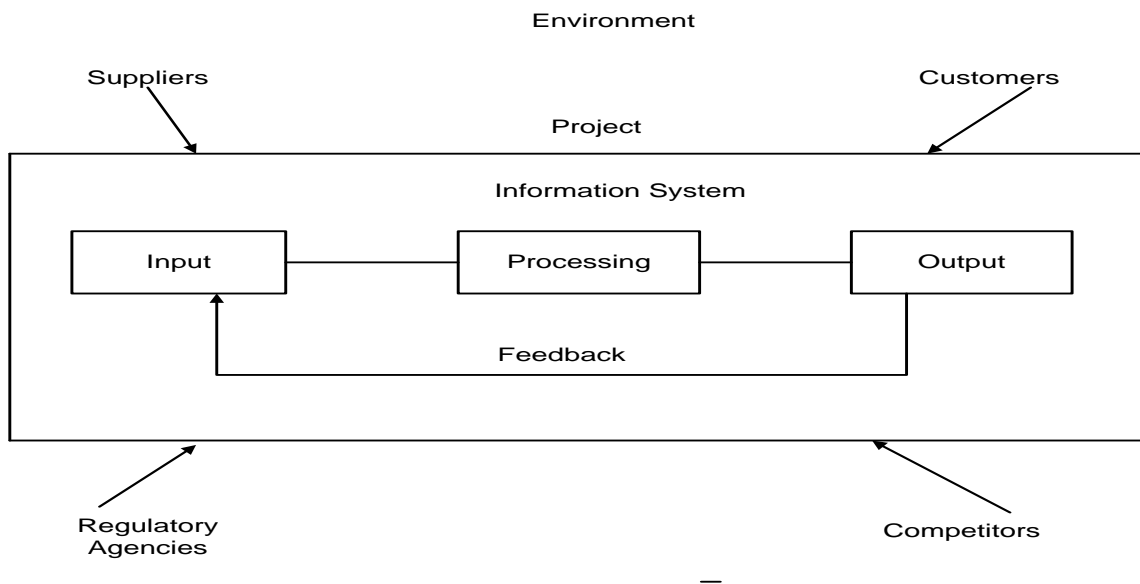 Environment
Suppliers
Customers
Project
Information System
Input
Processing
Output
Feedback
Regulatory
Agencies
Competitors